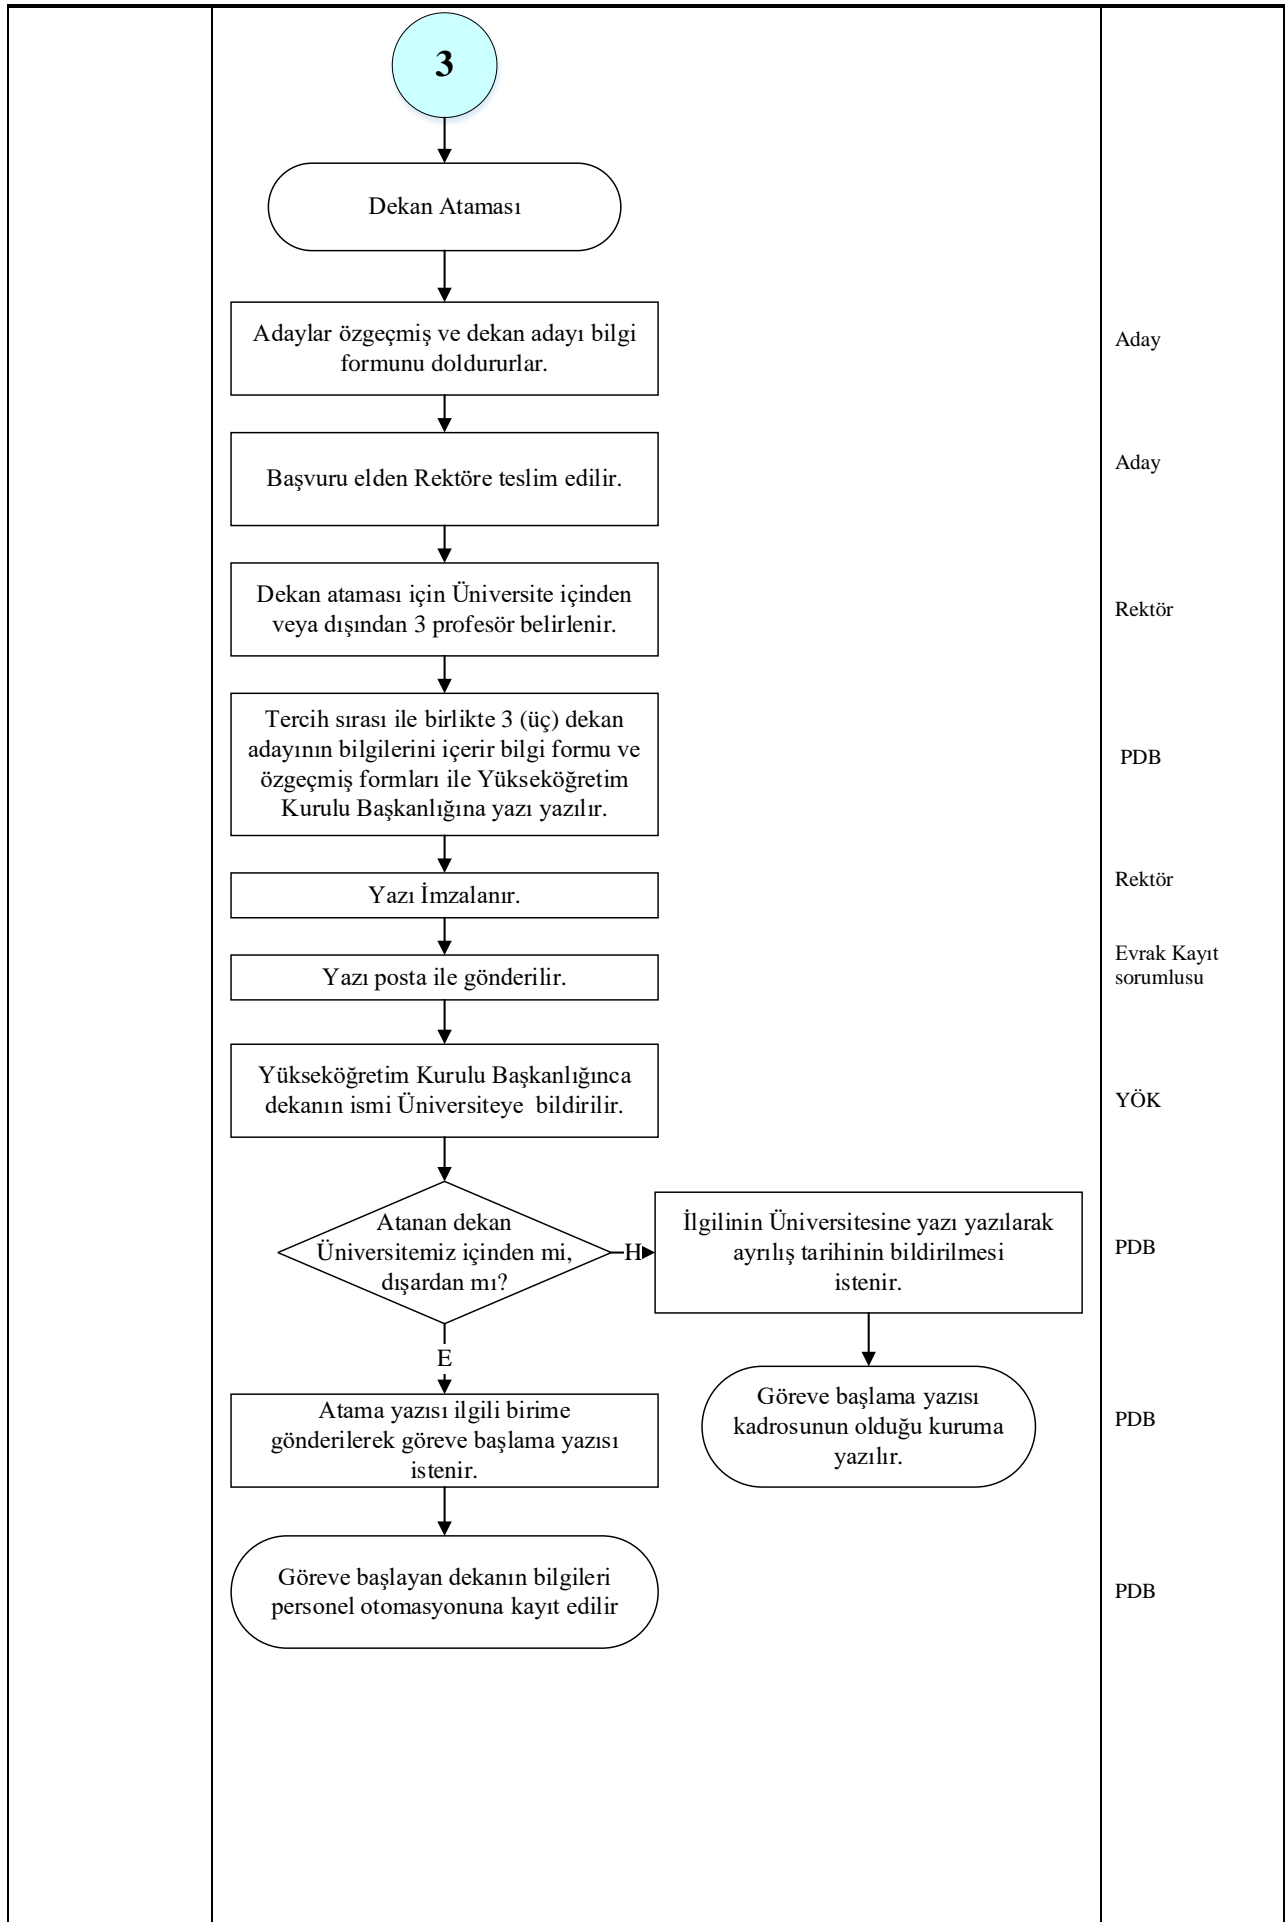 3
Dekan Ataması
Adaylar özgeçmiş ve dekan adayı bilgi
formunu doldururlar.
Aday
Başvuru elden Rektöre teslim edilir.
Aday
Dekan ataması için Üniversite içinden
veya dışından 3 profesör belirlenir.
Rektör
Tercih sırası ile birlikte 3 (üç) dekan
adayının bilgilerini içerir bilgi formu ve
özgeçmiş formları ile Yükseköğretim
Kurulu Başkanlığına yazı yazılır.
PDB
Yazı İmzalanır.
Rektör
Yazı posta ile gönderilir.
Evrak Kayıt
sorumlusu
Yükseköğretim Kurulu Başkanlığınca
dekanın ismi Üniversiteye bildirilir.
YÖK
Atanan dekan
Üniversitemiz içinden mi,
dışardan mı?
H
İlgilinin Üniversitesine yazı yazılarak
ayrılış tarihinin bildirilmesi
istenir.
PDB
E
Atama yazısı ilgili birime
gönderilerek göreve başlama yazısı
istenir.
Göreve başlama yazısı
kadrosunun olduğu kuruma
yazılır.
PDB
Göreve başlayan dekanın bilgileri
personel otomasyonuna kayıt edilir
PDB